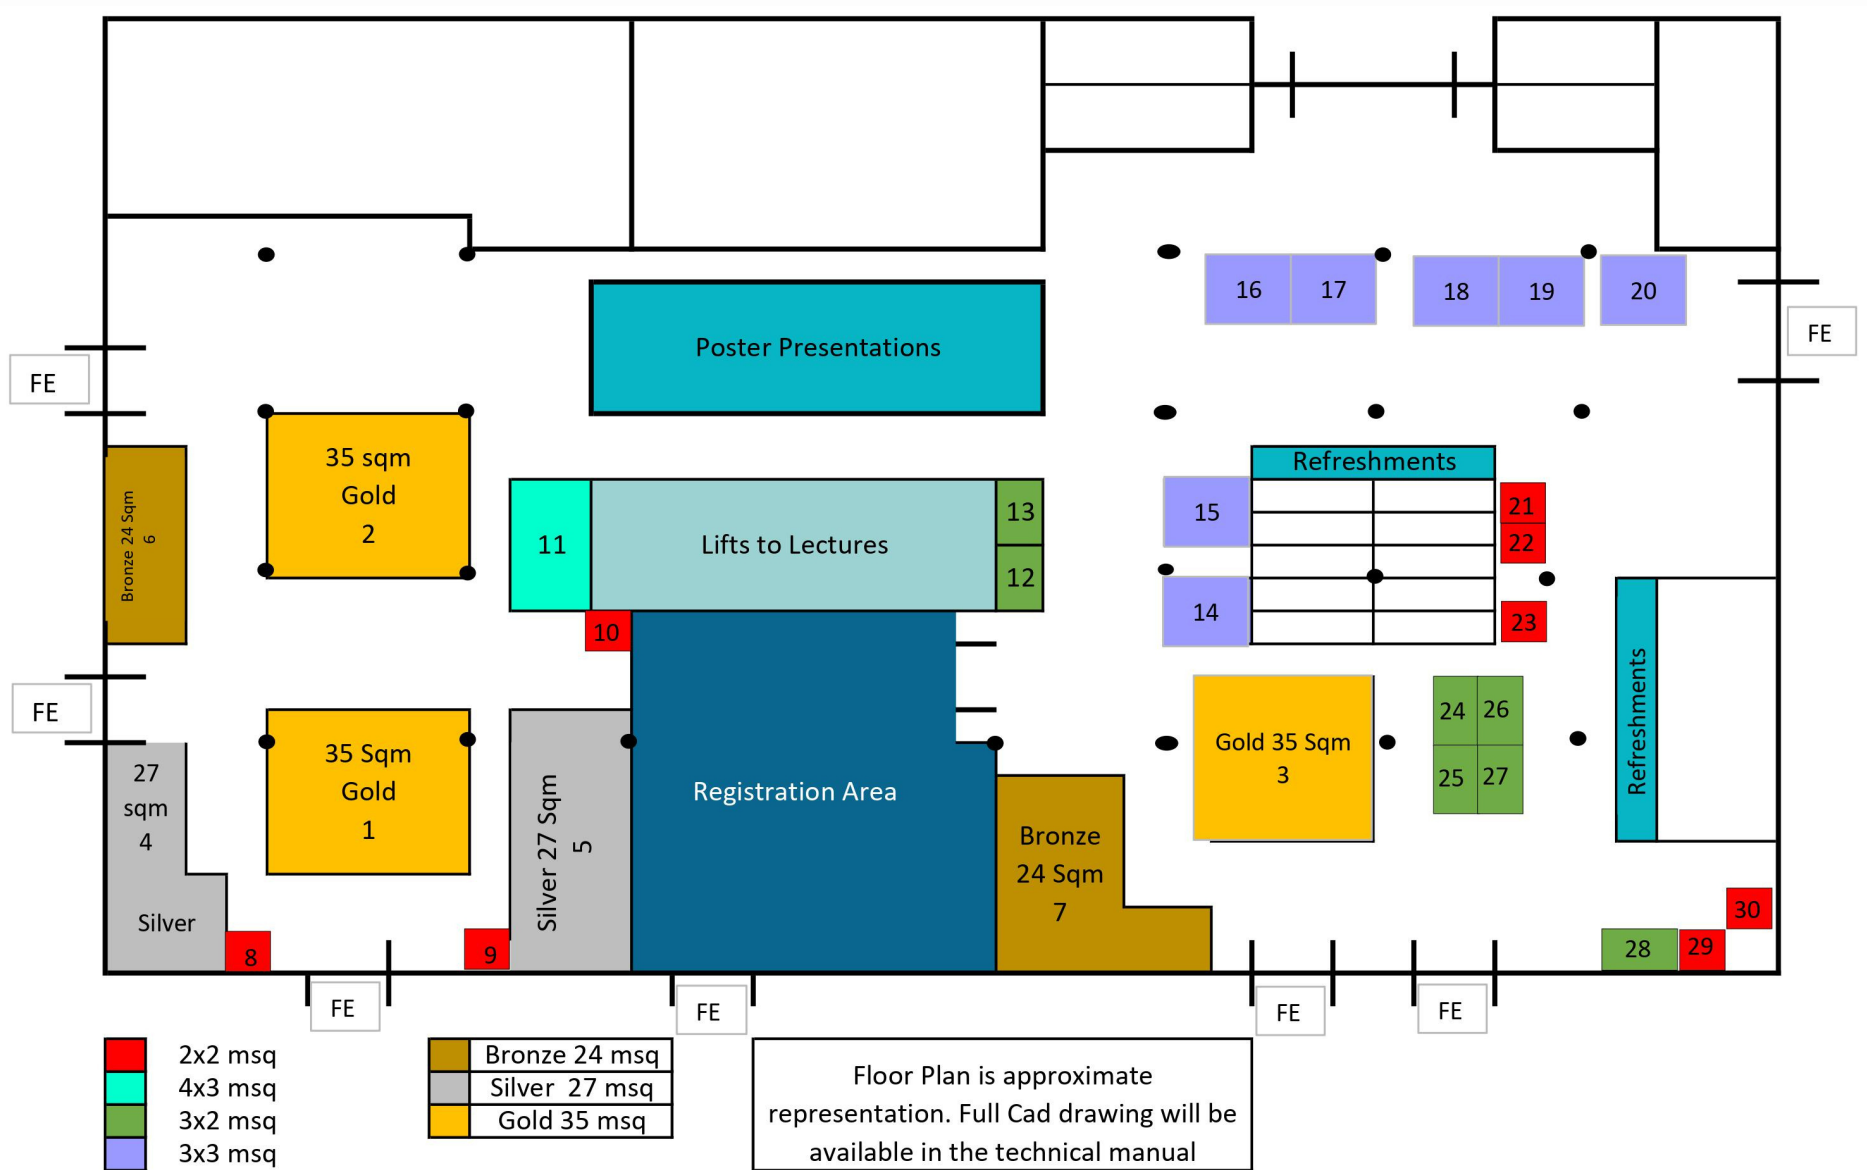 16
17
18
19
20
FE
Poster Presentations
FE
35 sqm
Gold
2
Refreshments
Bronze 24 Sqm
6
11
Lifts to Lectures
13
12
15
14
21
22
23
10
FE
Refreshments
27
sqm
4
Silver
35 Sqm
Gold
1
Silver 27 Sqm
5
Registration Area
Gold 35 Sqm
3
24
26
25
27
Bronze
24 Sqm
7
8
9
30
28
29
FE
FE
FE
FE
2x2 msq
4x3 msq
3x2 msq
3x3 msq
Bronze 24 msq
Silver 27 msq
Gold 35 msq
Floor Plan is approximate
representation. Full Cad drawing will be
available in the technical manual